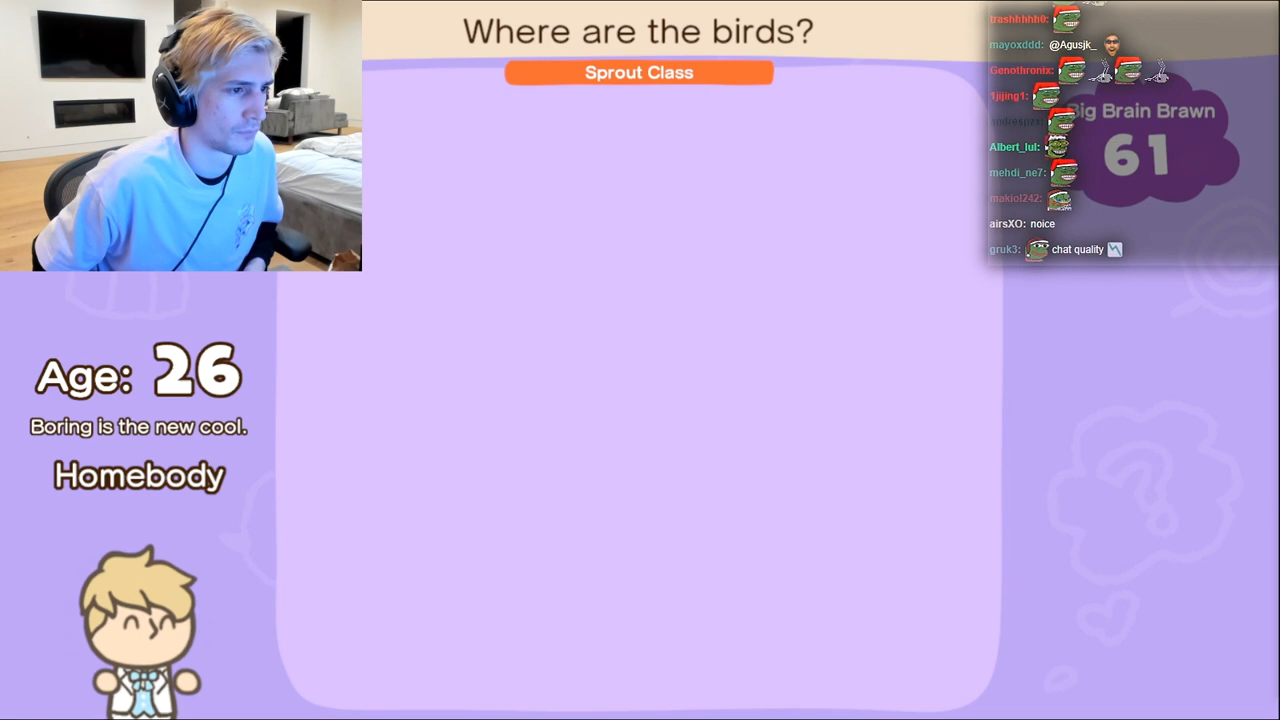 Where are the birds?
Sprout Class
Big Brain Brawn
61
Age: 26
Boring is the new cool.
Homebody
trashhhhh0:
mayoxddd: @Agusjk_
Genothronix:
1jijing1:
Albert_lul:
mehdi_ne7:
makiol242:
airsXO: noice
gruk3: chat quality